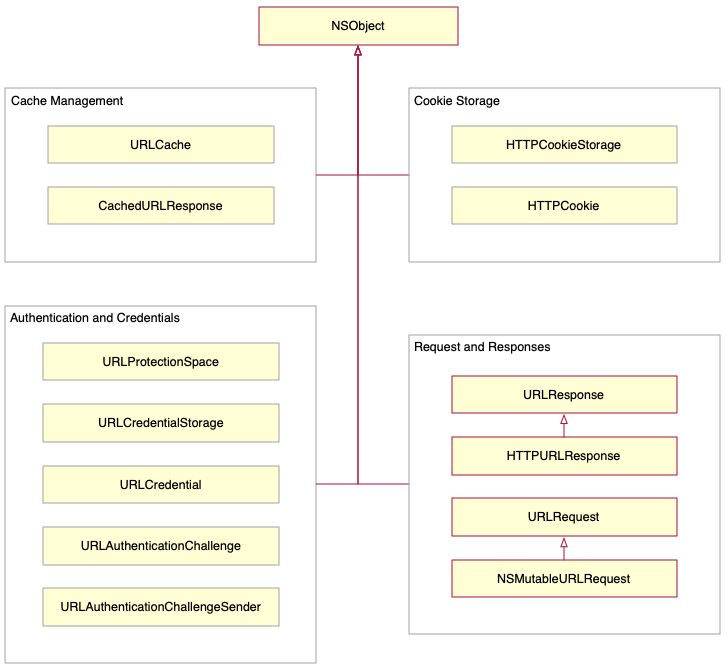 NSObject
Cache Management
URLCache
CachedURLResponse
Cookie Storage
HTTPCookieStorage
HTTPCookie
Authentication and Credentials
URLProtectionSpace
URLCredentialStorage
URLCredential
URLAuthenticationChallenge
URLAuthenticationChallengeSender
Request and Responses
URLResponse
HTTPURLResponse
URLRequest
NSMutableURLRequest